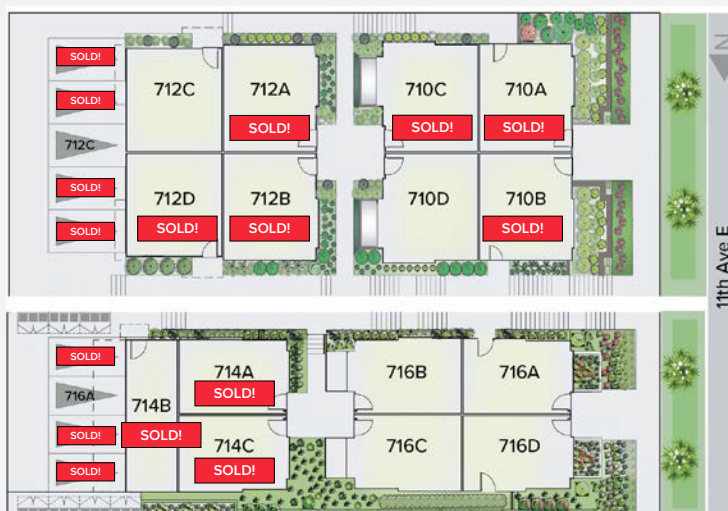 SOLD!
712C
712A
710C
710A
SOLD!
SOLD!
SOLD!
SOLD!
712C
SOLD!
712D
712B
710D
710B
SOLD!
SOLD!
SOLD!
SOLD!
N
11th Ave E
SOLD!
714A
716B
716A
716A
714B
SOLD!
SOLD!
SOLD!
714C
716C
716D
SOLD!
SOLD!